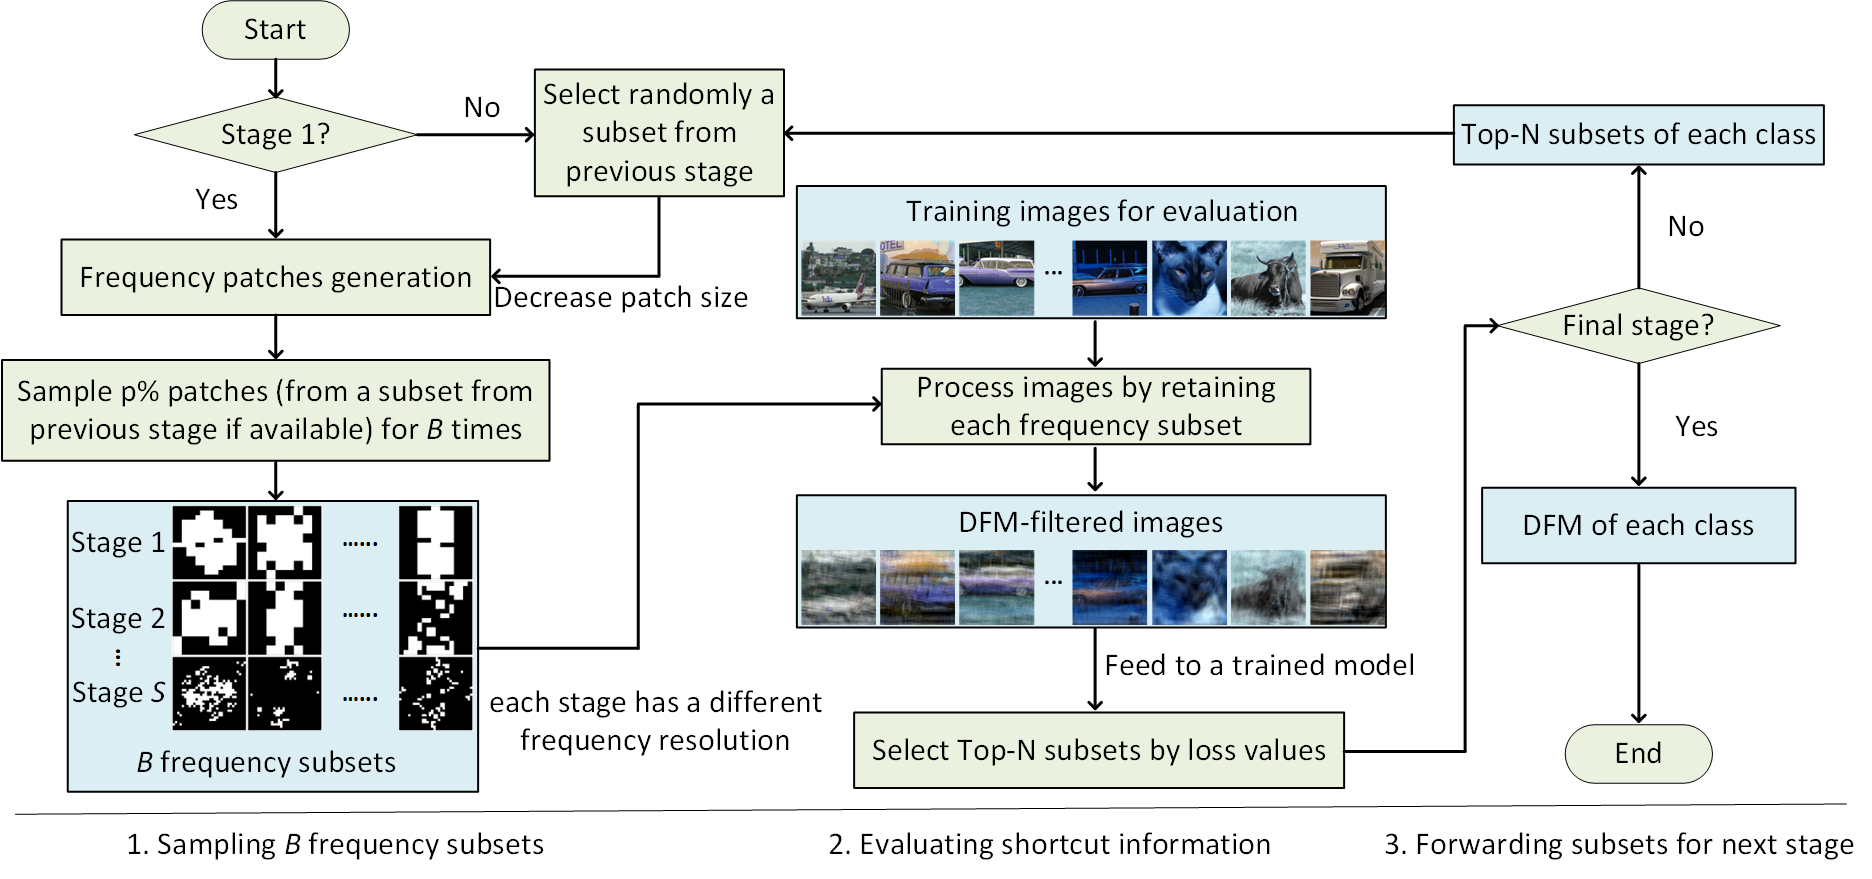 Start
Stage 1?
No
Yes
Select randomly a
subset from
previous stage
Frequency patches generation
Decrease patch size
Sample p% patches (from a subset from
previous stage if available) for B times
Stage 1
......
Stage 2
......
⋮
Stage S
......
B frequency subsets
each stage has a different
frequency resolution
Training images for evaluation
OTEL
...
Process images by retaining
each frequency subset
DFM-filtered images
...
Feed to a trained model
Select Top-N subsets by loss values
Top-N subsets of each class
No
Final stage?
Yes
DFM of each class
End
1. Sampling B frequency subsets
2. Evaluating shortcut information
3. Forwarding subsets for next stage